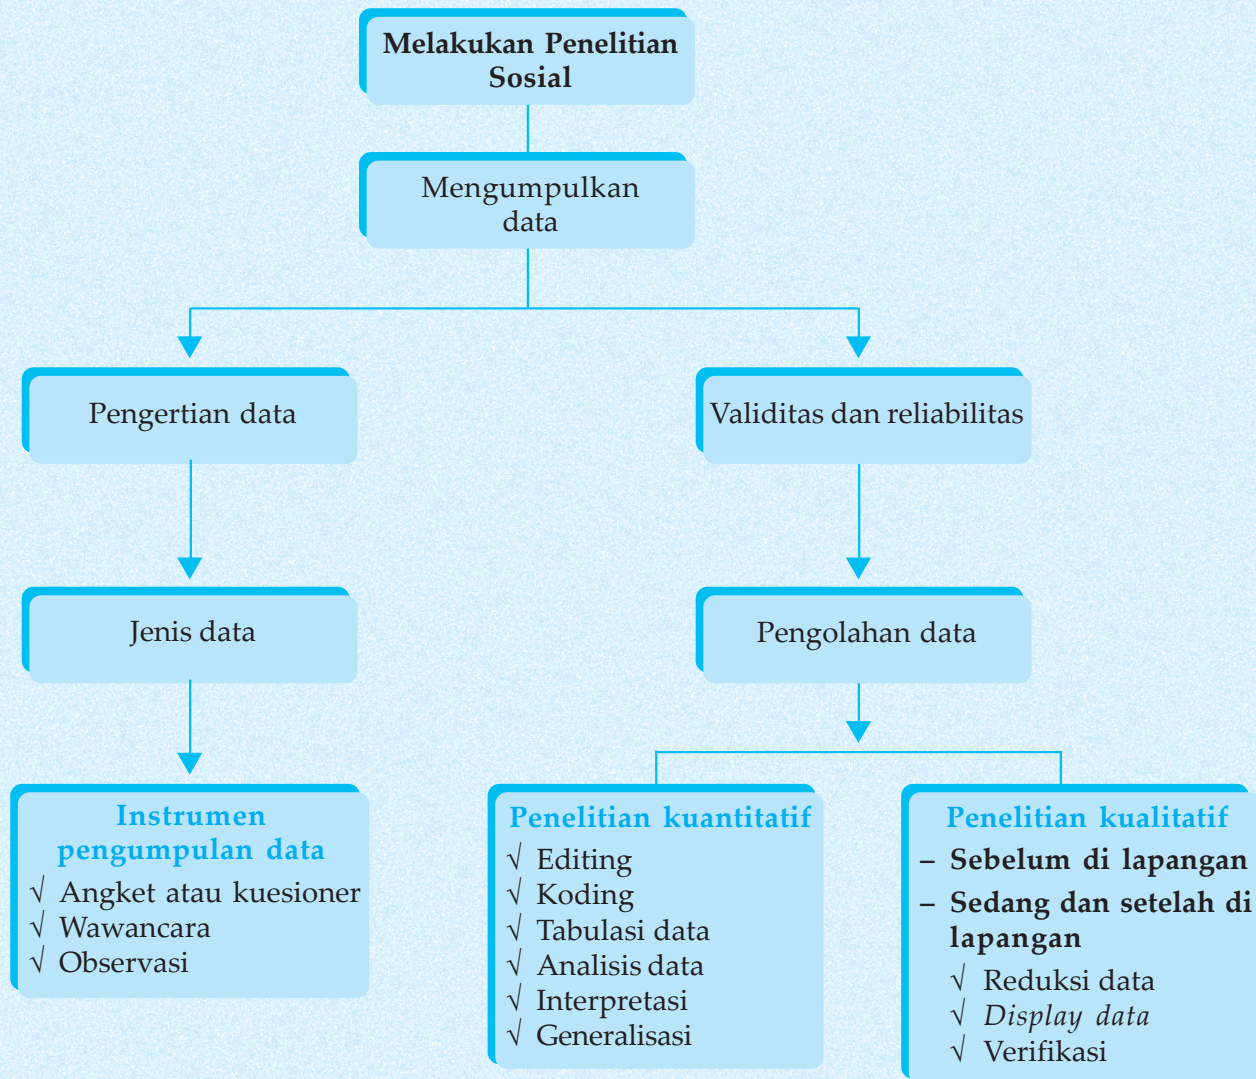 Melakukan Penelitian
Sosial
Mengumpulkan
data
Pengertian data
Validitas dan reliabilitas
Jenis data
Pengolahan data
Instrumen
pengumpulan data
√ Angket atau kuesioner
√ Wawancara
√ Observasi
Penelitian kuantitatif
√ Editing
√ Koding
√ Tabulasi data
√ Analisis data
√ Interpretasi
√ Generalisasi
Penelitian kualitatif
– Sebelum di lapangan
– Sedang dan setelah di
lapangan
√ Reduksi data
√ Display data
√ Verifikasi